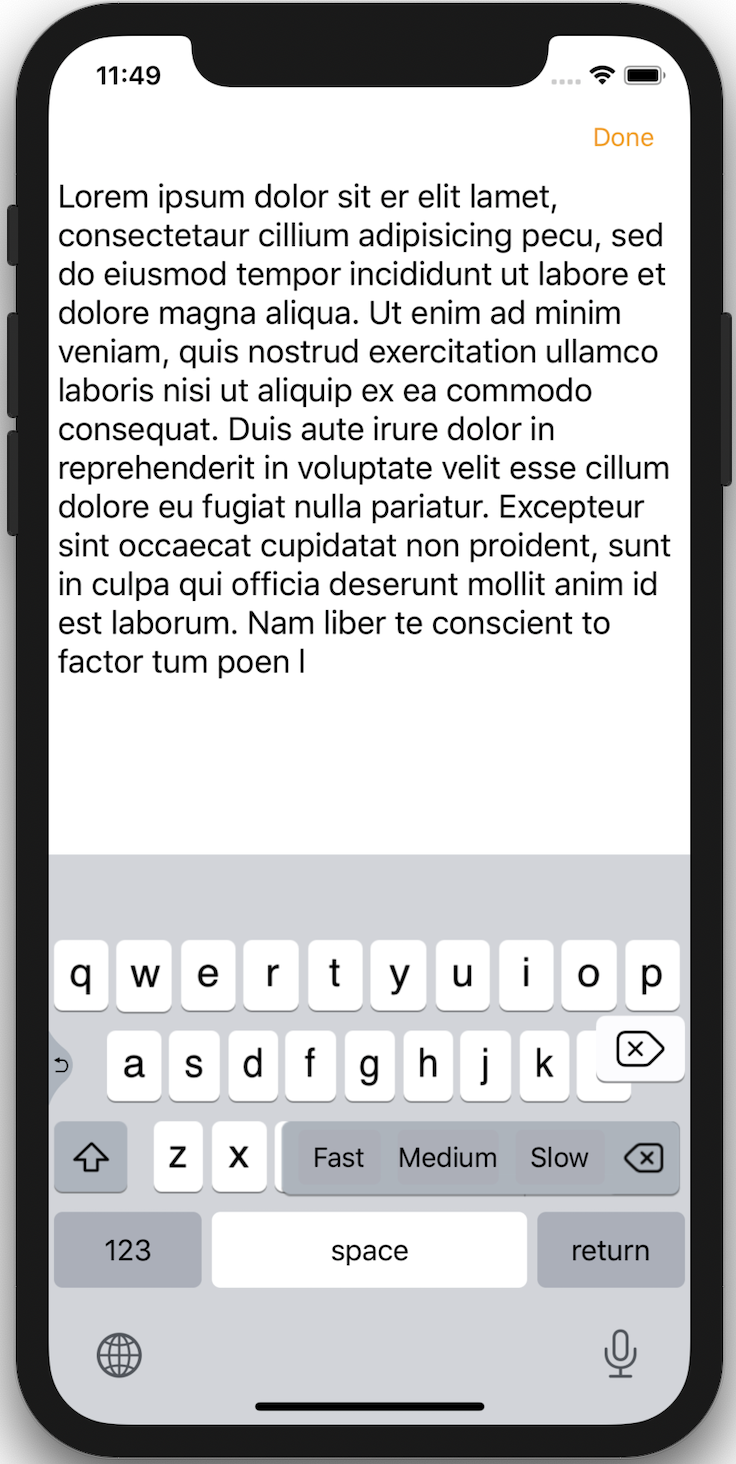 11:49
Done
Lorem ipsum dolor sit er elit lamet,
consectetaur cillium adipisicing pecu, sed
do eiusmod tempor incididunt ut labore et
dolore magna aliqua. Ut enim ad minim
veniam, quis nostrud exercitation ullamco
laboris nisi ut aliquip ex ea commodo
consequat. Duis aute irure dolor in
reprehenderit in voluptate velit esse cillum
dolore eu fugiat nulla pariatur. Excepteur
sint occaecat cupidatat non proident, sunt
in culpa qui officia deserunt mollit anim id
est laborum. Nam liber te conscient to
factor tum poen l
q w e r t y u i o p
a s d f g h j k
z x Fast Medium Slow
123 space return